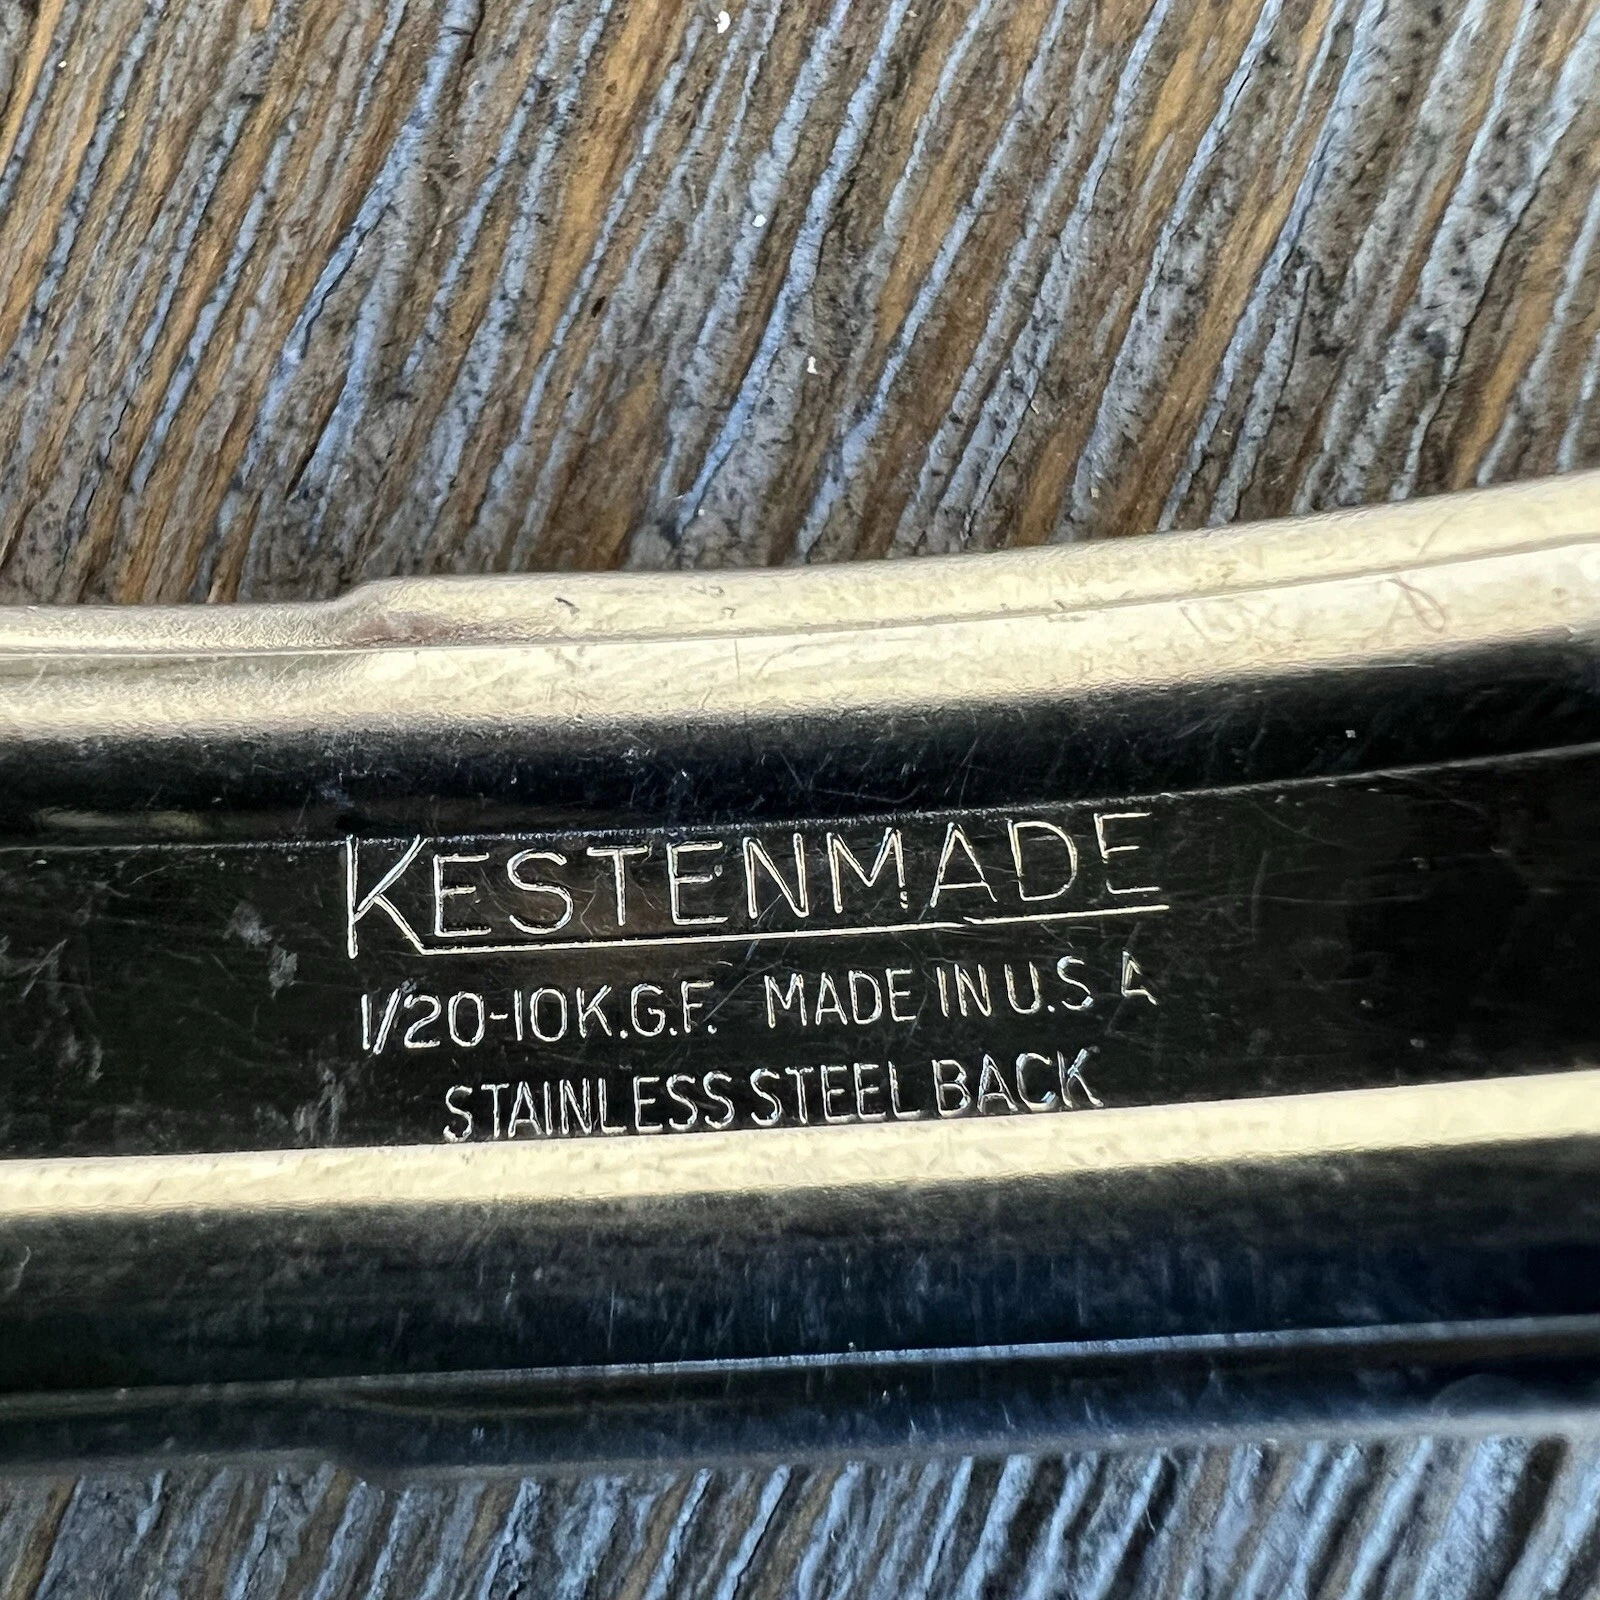 KESTENMADE
1/20-10K.G.F. MADE IN U.S A
STAINLESS STEEL BACK